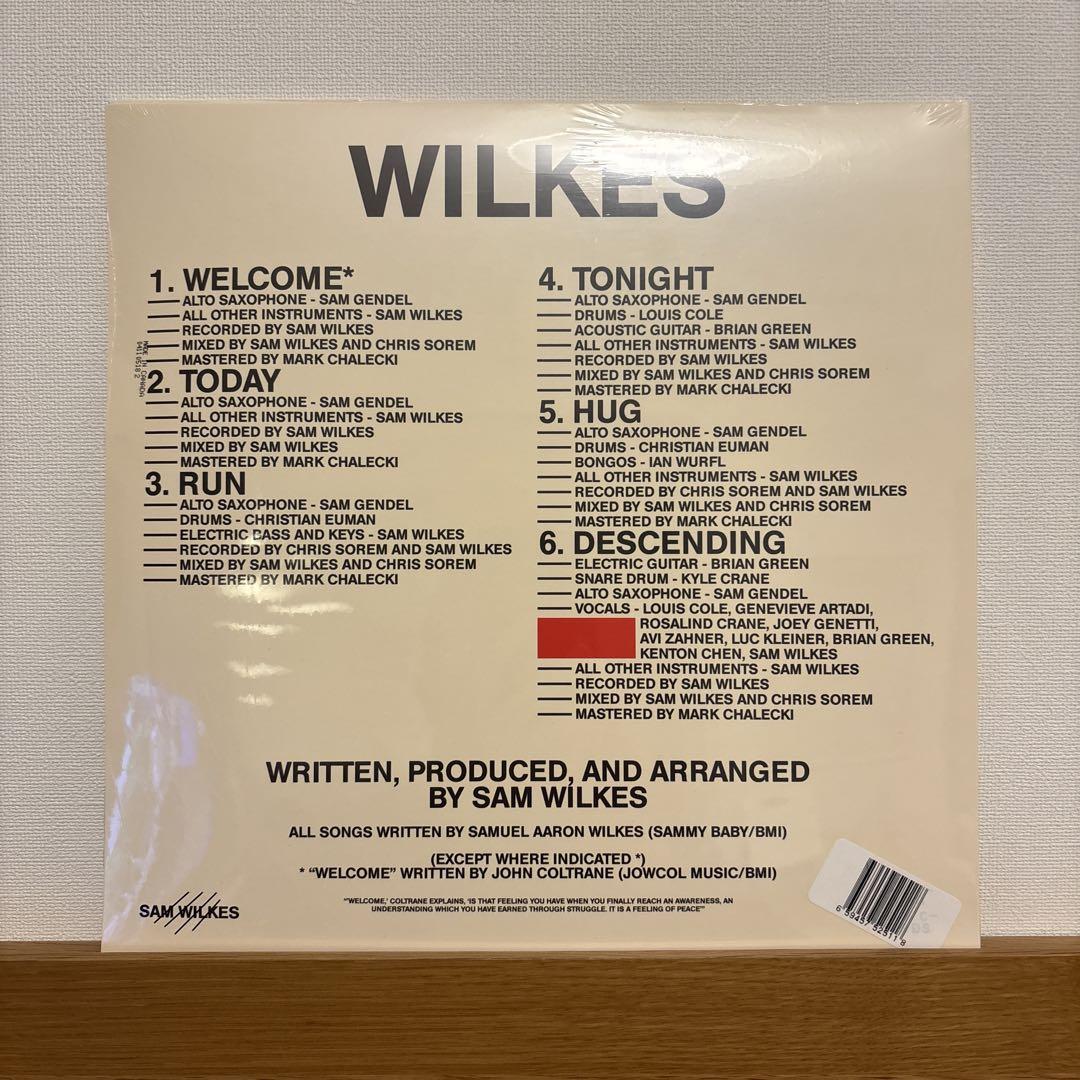 WILKES
1. WELCOME*
ALTO SAXOPHONE - SAM GENDEL
ALL OTHER INSTRUMENTS - SAM WILKES
RECORDED BY SAM WILKES
MIXED BY SAM WILKES AND CHRIS SOREM
MASTERED BY MARK CHALECKI
MADE IN CANADA
2. TODAY
ALTO SAXOPHONE - SAM GENDEL
ALL OTHER INSTRUMENTS - SAM WILKES
RECORDED BY SAM WILKES
MIXED BY SAM WILKES
MASTERED BY MARK CHALECKI
3. RUN
ALTO SAXOPHONE - SAM GENDEL
DRUMS - CHRISTIAN EUMAN
ELECTRIC BASS AND KEYS - SAM WILKES
RECORDED BY CHRIS SOREM AND SAM WILKES
MIXED BY SAM WILKES AND CHRIS SOREM
MASTERED BY MARK CHALECKI
4. TONIGHT
ALTO SAXOPHONE - SAM GENDEL
DRUMS - LOUIS COLE
ACOUSTIC GUITAR - BRIAN GREEN
ALL OTHER INSTRUMENTS - SAM WILKES
RECORDED BY SAM WILKES
MIXED BY SAM WILKES AND CHRIS SOREM
MASTERED BY MARK CHALECKI
5. HUG
ALTO SAXOPHONE - SAM GENDEL
DRUMS - CHRISTIAN EUMAN
BONGOS - IAN WURFL
ALL OTHER INSTRUMENTS - SAM WILKES
RECORDED BY CHRIS SOREM AND SAM WILKES
MIXED BY SAM WILKES AND CHRIS SOREM
MASTERED BY MARK CHALECKI
6. DESCENDING
ELECTRIC GUITAR - BRIAN GREEN
SNARE DRUM - KYLE CRANE
ALTO SAXOPHONE - SAM GENDEL
VOCALS - LOUIS COLE, GENEVIEVE ARTADI,
ROSALIND CRANE, JOEY GENETTI,
AVI ZAHNER, LUC KLEINER, BRIAN GREEN,
KENTON CHEN, SAM WILKES
ALL OTHER INSTRUMENTS - SAM WILKES
RECORDED BY SAM WILKES
MIXED BY SAM WILKES AND CHRIS SOREM
MASTERED BY MARK CHALECKI
WRITTEN, PRODUCED, AND ARRANGED
BY SAM WILKES
ALL SONGS WRITTEN BY SAMUEL AARON WILKES (SAMMY BABY/BMI)
(EXCEPT WHERE INDICATED *)
* “WELCOME” WRITTEN BY JOHN COLTRANE (JOWCOL MUSIC/BMI)
"'WELCOME,' COLTRANE EXPLAINS, 'IS THAT FEELING YOU HAVE WHEN YOU FINALLY REACH AN AWARENESS, AN
UNDERSTANDING WHICH YOU HAVE EARNED THROUGH STRUGGLE. IT IS A FEELING OF PEACE'"
SAM WILKES
6 59457 52511 8